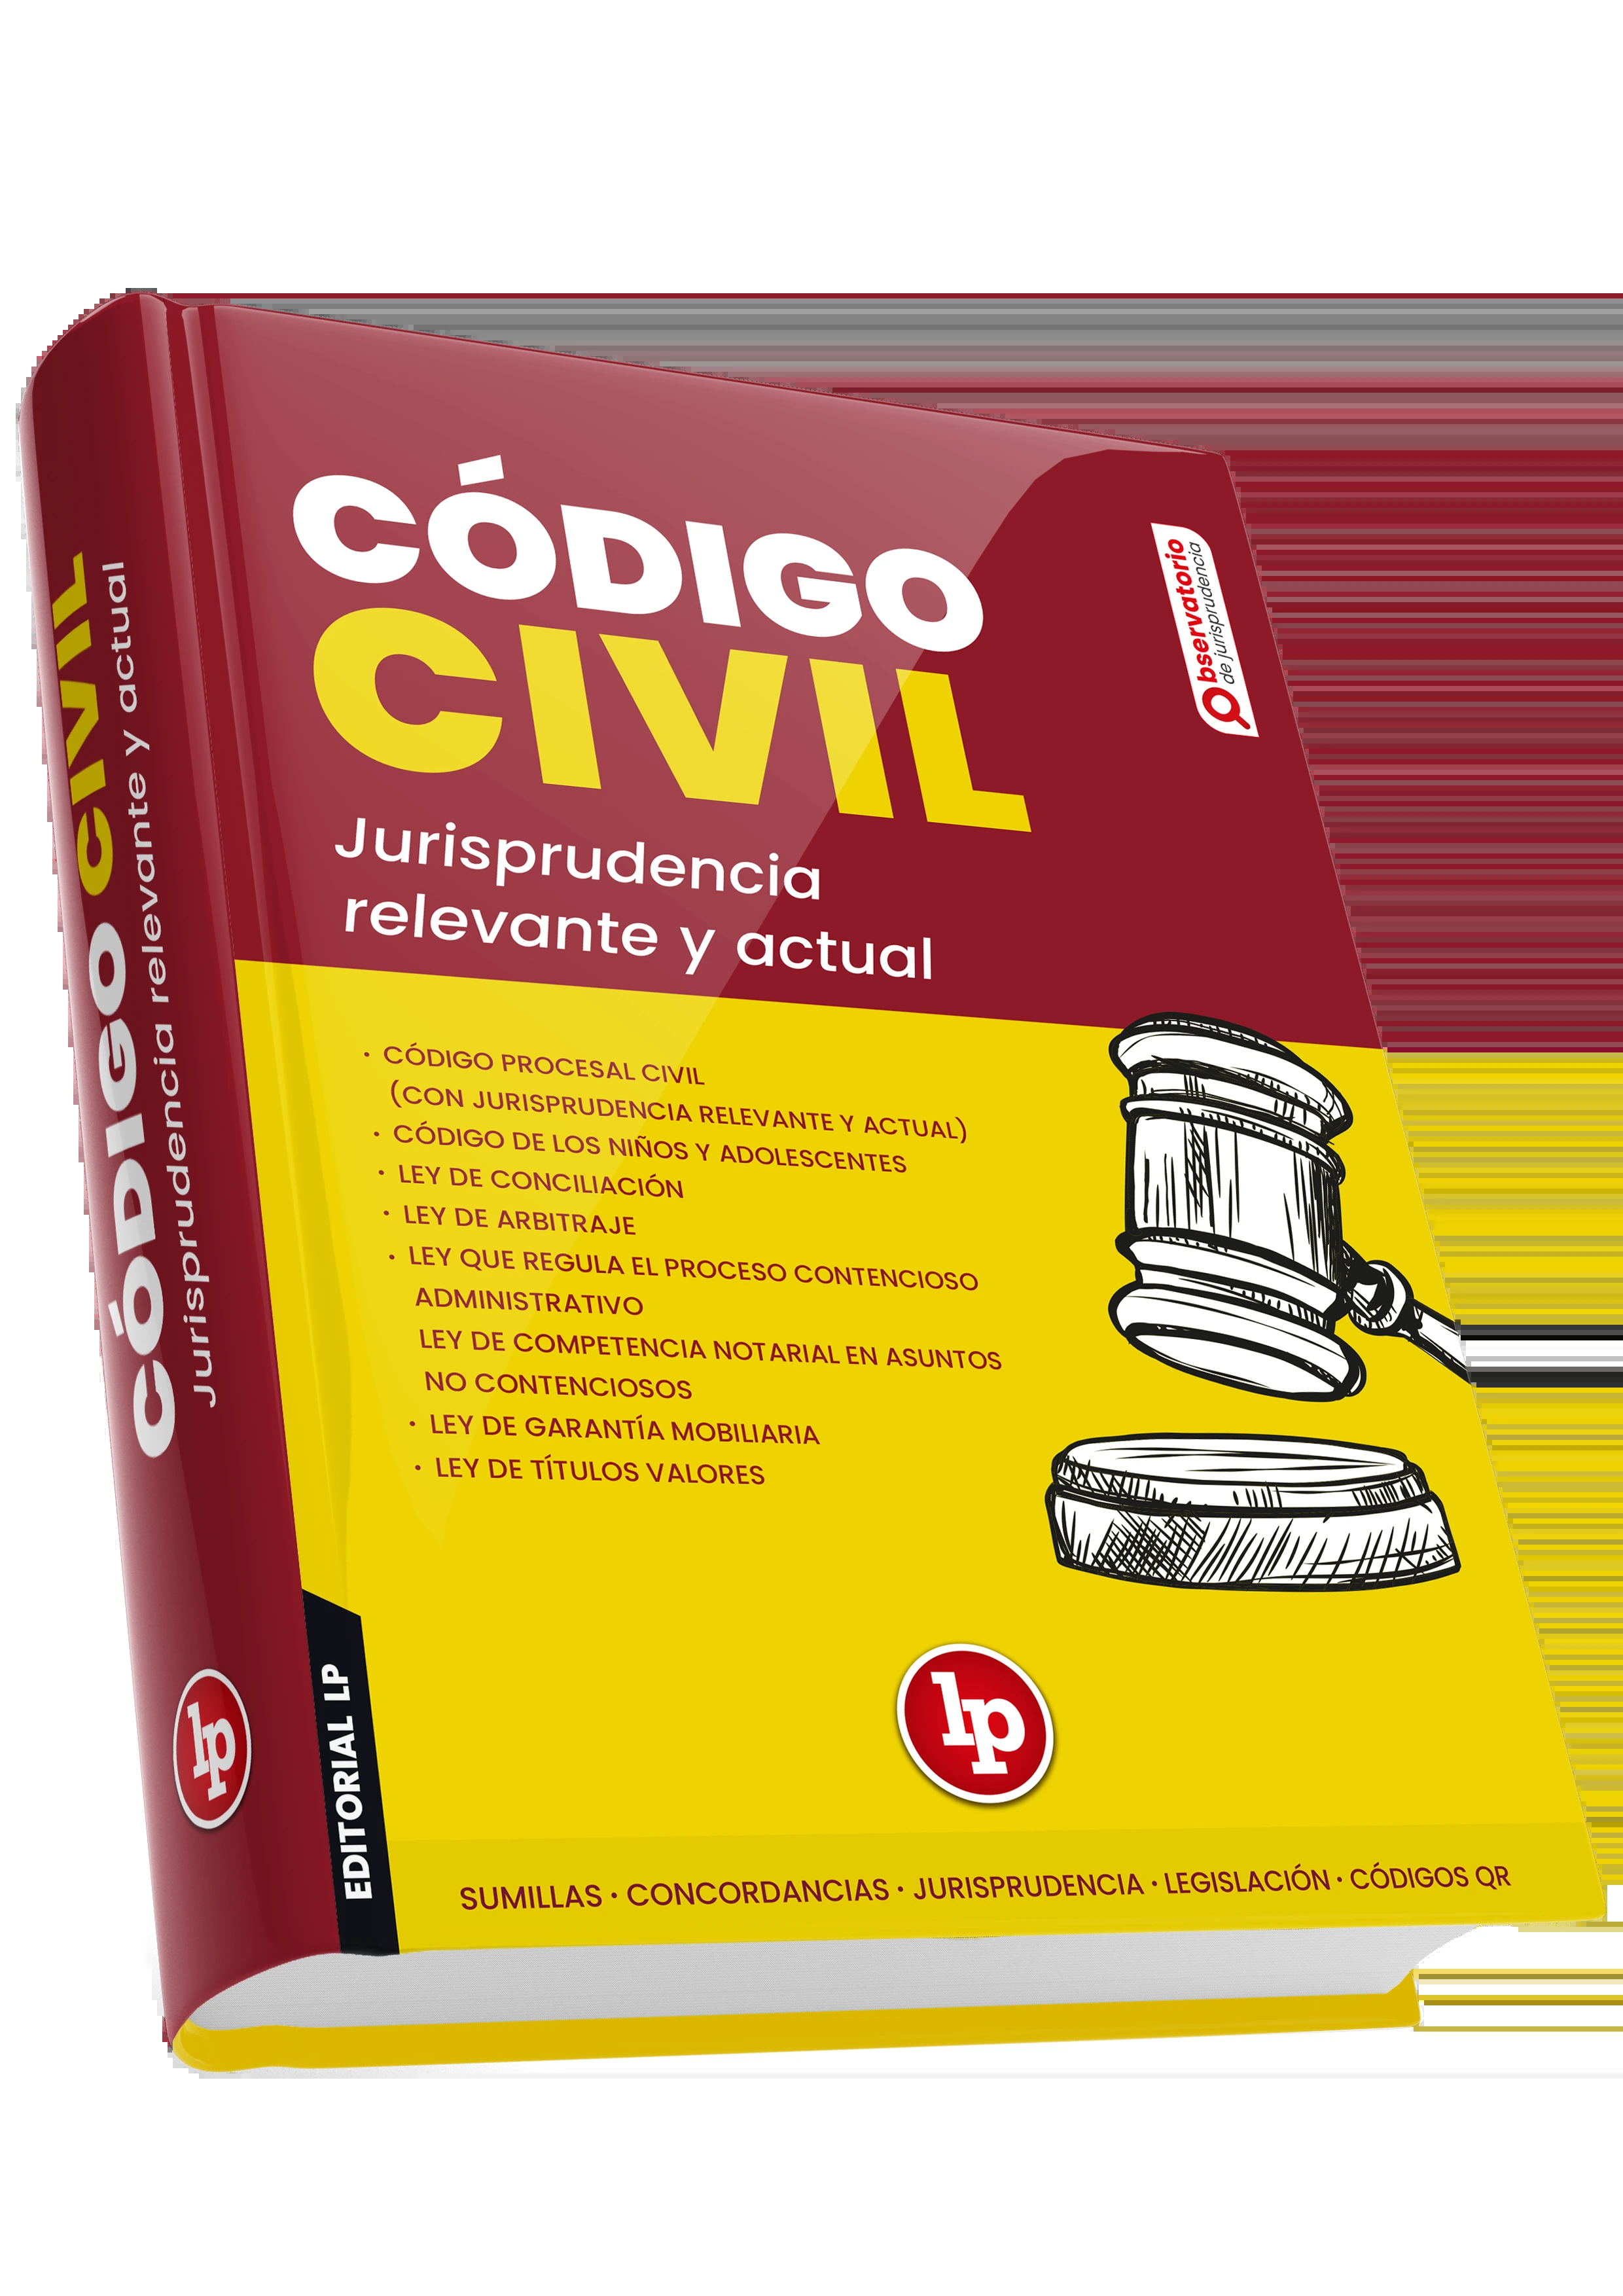 CÓDIGO CIVIL
Jurisprudencia relevante y actual
lp
CÓDIGO
CIVIL
Jurisprudencia
relevante y actual
bservatorio
de jurisprudencia
• CÓDIGO PROCESAL CIVIL
(CON JURISPRUDENCIA RELEVANTE Y ACTUAL)
• CÓDIGO DE LOS NIÑOS Y ADOLESCENTES
• LEY DE CONCILIACIÓN
• LEY DE ARBITRAJE
• LEY QUE REGULA EL PROCESO CONTENCIOSO
ADMINISTRATIVO
LEY DE COMPETENCIA NOTARIAL EN ASUNTOS
NO CONTENCIOSOS
• LEY DE GARANTÍA MOBILIARIA
• LEY DE TÍTULOS VALORES
EDITORIAL LP
lp
SUMILLAS • CONCORDANCIAS • JURISPRUDENCIA • LEGISLACIÓN • CÓDIGOS QR